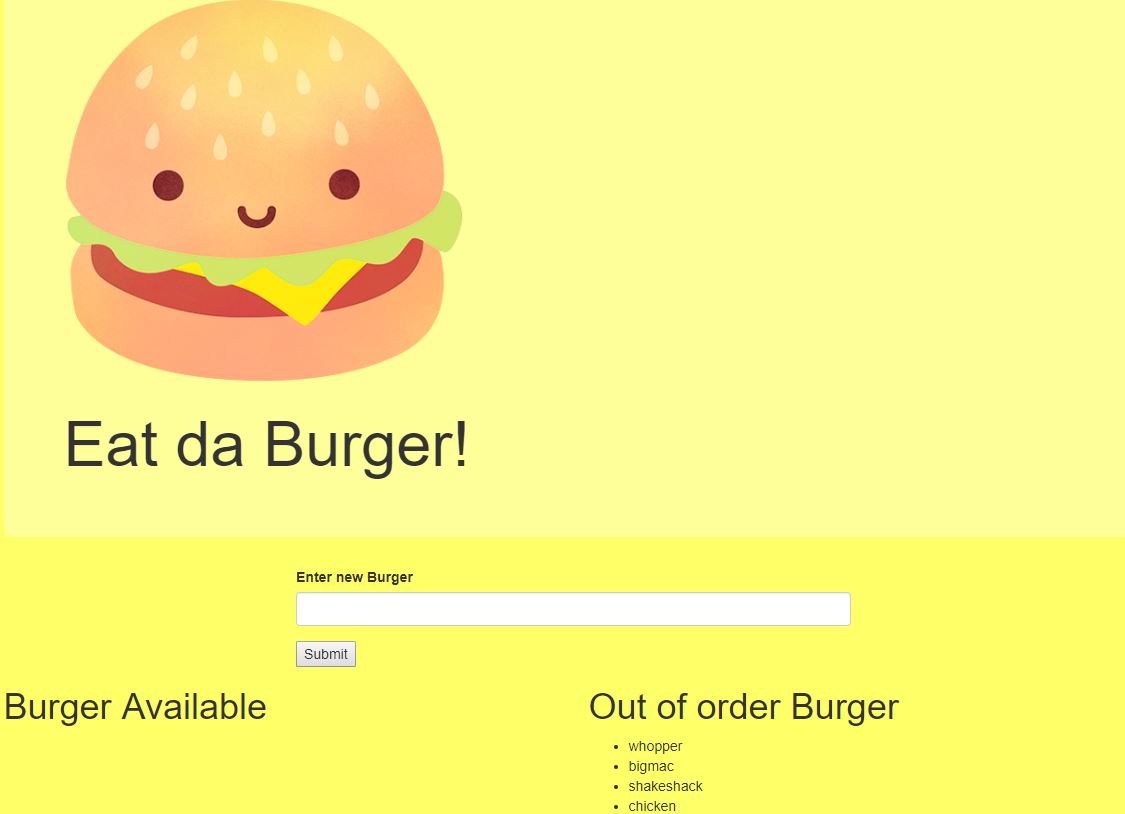 Eat da Burger!
Enter new Burger
Submit
Burger Available
Out of order Burger
whopper
bigmac
shakeshack
chicken